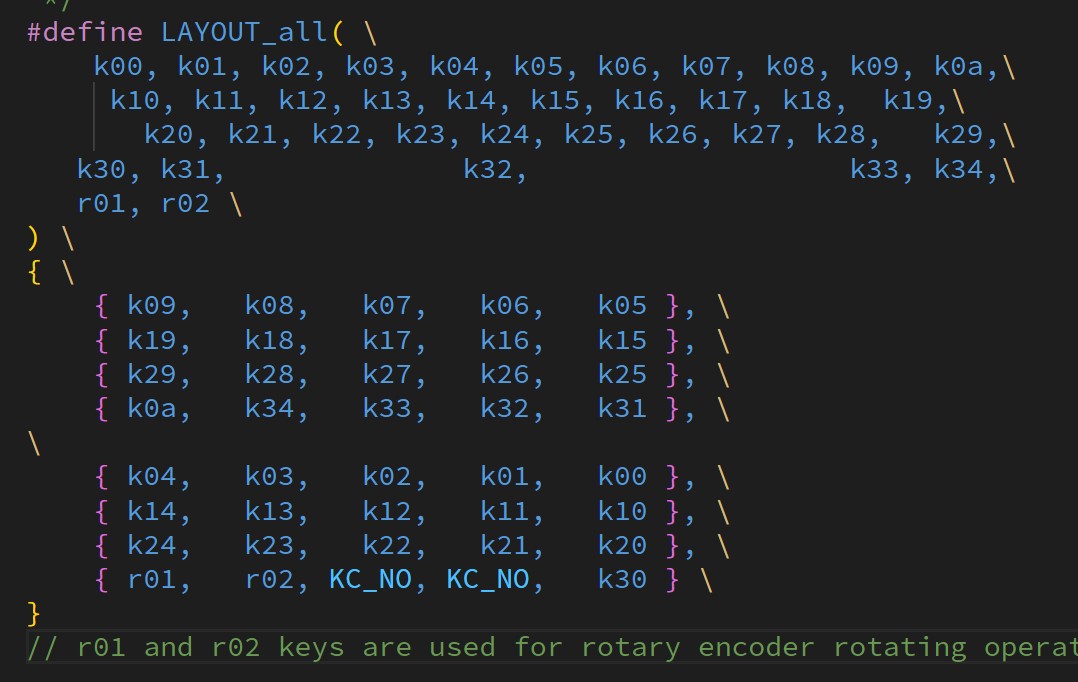 */
#define LAYOUT_all( \
k00, k01, k02, k03, k04, k05, k06, k07, k08, k09, k0a,\
k10, k11, k12, k13, k14, k15, k16, k17, k18, k19,\
k20, k21, k22, k23, k24, k25, k26, k27, k28, k29,\
k30, k31, k32, k33, k34,\
r01, r02 \
) \
{ \
{ k09, k08, k07, k06, k05 }, \
{ k19, k18, k17, k16, k15 }, \
{ k29, k28, k27, k26, k25 }, \
{ k0a, k34, k33, k32, k31 }, \
\
{ k04, k03, k02, k01, k00 }, \
{ k14, k13, k12, k11, k10 }, \
{ k24, k23, k22, k21, k20 }, \
{ r01, r02, KC_NO, KC_NO, k30 } \
}
// r01 and r02 keys are used for rotary encoder rotating operat